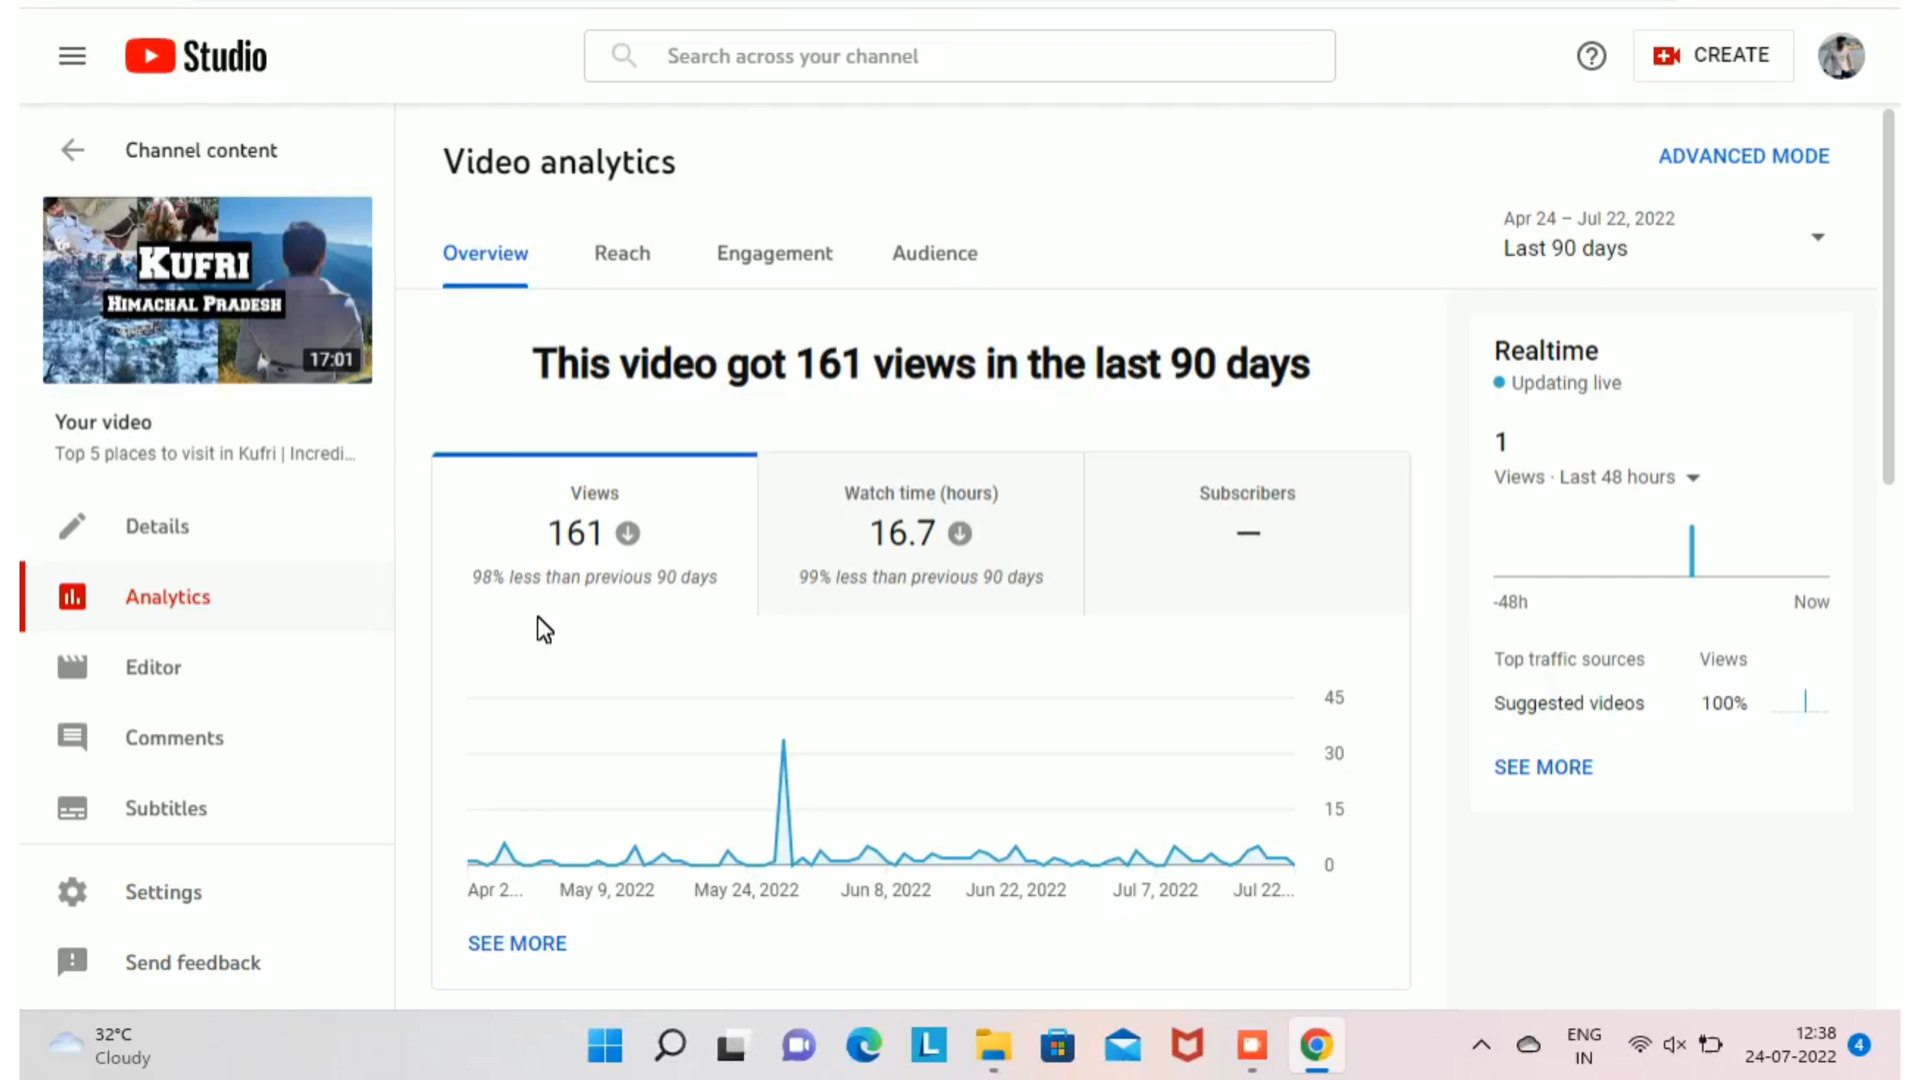 Studio
Search across your channel
CREATE
Channel content
KUFRI
HIMACHAL PRADESH
17:01
Your video
Top 5 places to visit in Kufri | Incredi...
Details
Analytics
Editor
Comments
Subtitles
Settings
Send feedback
Video analytics
ADVANCED MODE
Overview
Reach
Engagement
Audience
Apr 24 – Jul 22, 2022
Last 90 days
This video got 161 views in the last 90 days
Views
161
98% less than previous 90 days
Watch time (hours)
16.7
99% less than previous 90 days
Subscribers
—
45
30
15
0
Apr 2...
May 9, 2022
May 24, 2022
Jun 8, 2022
Jun 22, 2022
Jul 7, 2022
Jul 22...
SEE MORE
Realtime
Updating live
1
Views · Last 48 hours
-48h
Now
Top traffic sources
Views
Suggested videos
100%
SEE MORE
32°C
Cloudy
L
ENG
IN
12:38
24-07-2022
4